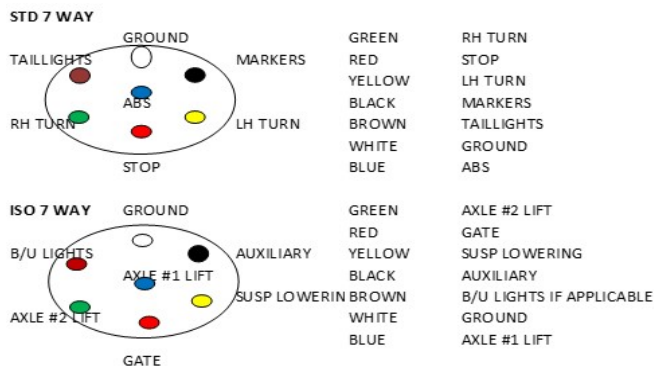 STD 7 WAY
GROUND GREEN RH TURN
TAILLIGHTS MARKERS RED STOP
YELLOW LH TURN
ABS BLACK MARKERS
RH TURN LH TURN BROWN TAILLIGHTS
WHITE GROUND
STOP BLUE ABS
ISO 7 WAY GROUND GREEN AXLE #2 LIFT
RED GATE
B/U LIGHTS AUXILIARY YELLOW SUSP LOWERING
AXLE #1 LIFT BLACK AUXILIARY
SUSP LOWERIN BROWN B/U LIGHTS IF APPLICABLE
AXLE #2 LIFT WHITE GROUND
BLUE AXLE #1 LIFT
GATE